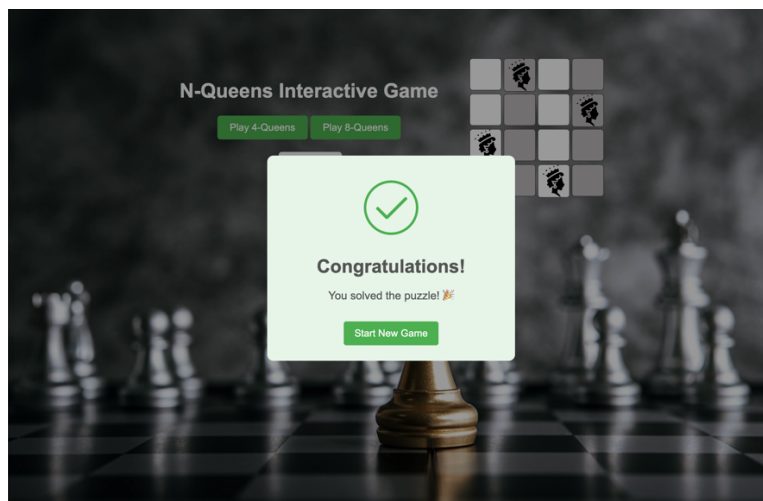 N-Queens Interactive Game
Play 4-Queens Play 8-Queens
Congratulations!
You solved the puzzle! 🎉
Start New Game